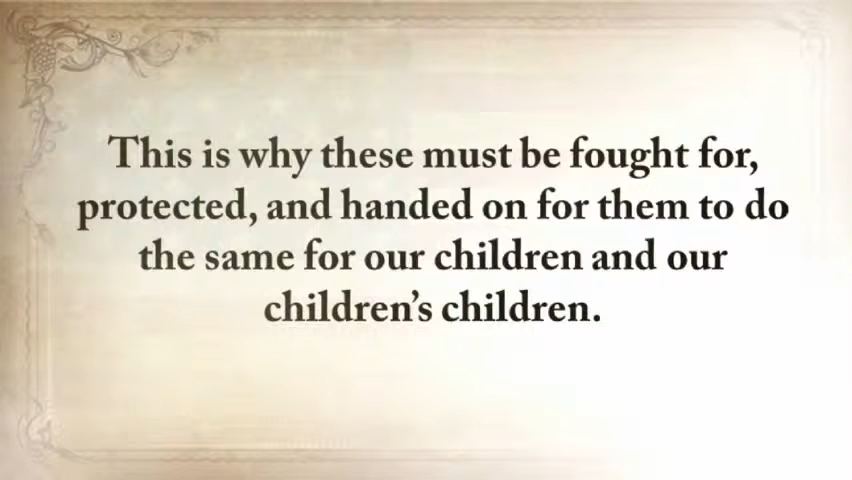 This is why these must be fought for,
protected, and handed on for them to do
the same for our children and our
children’s children.